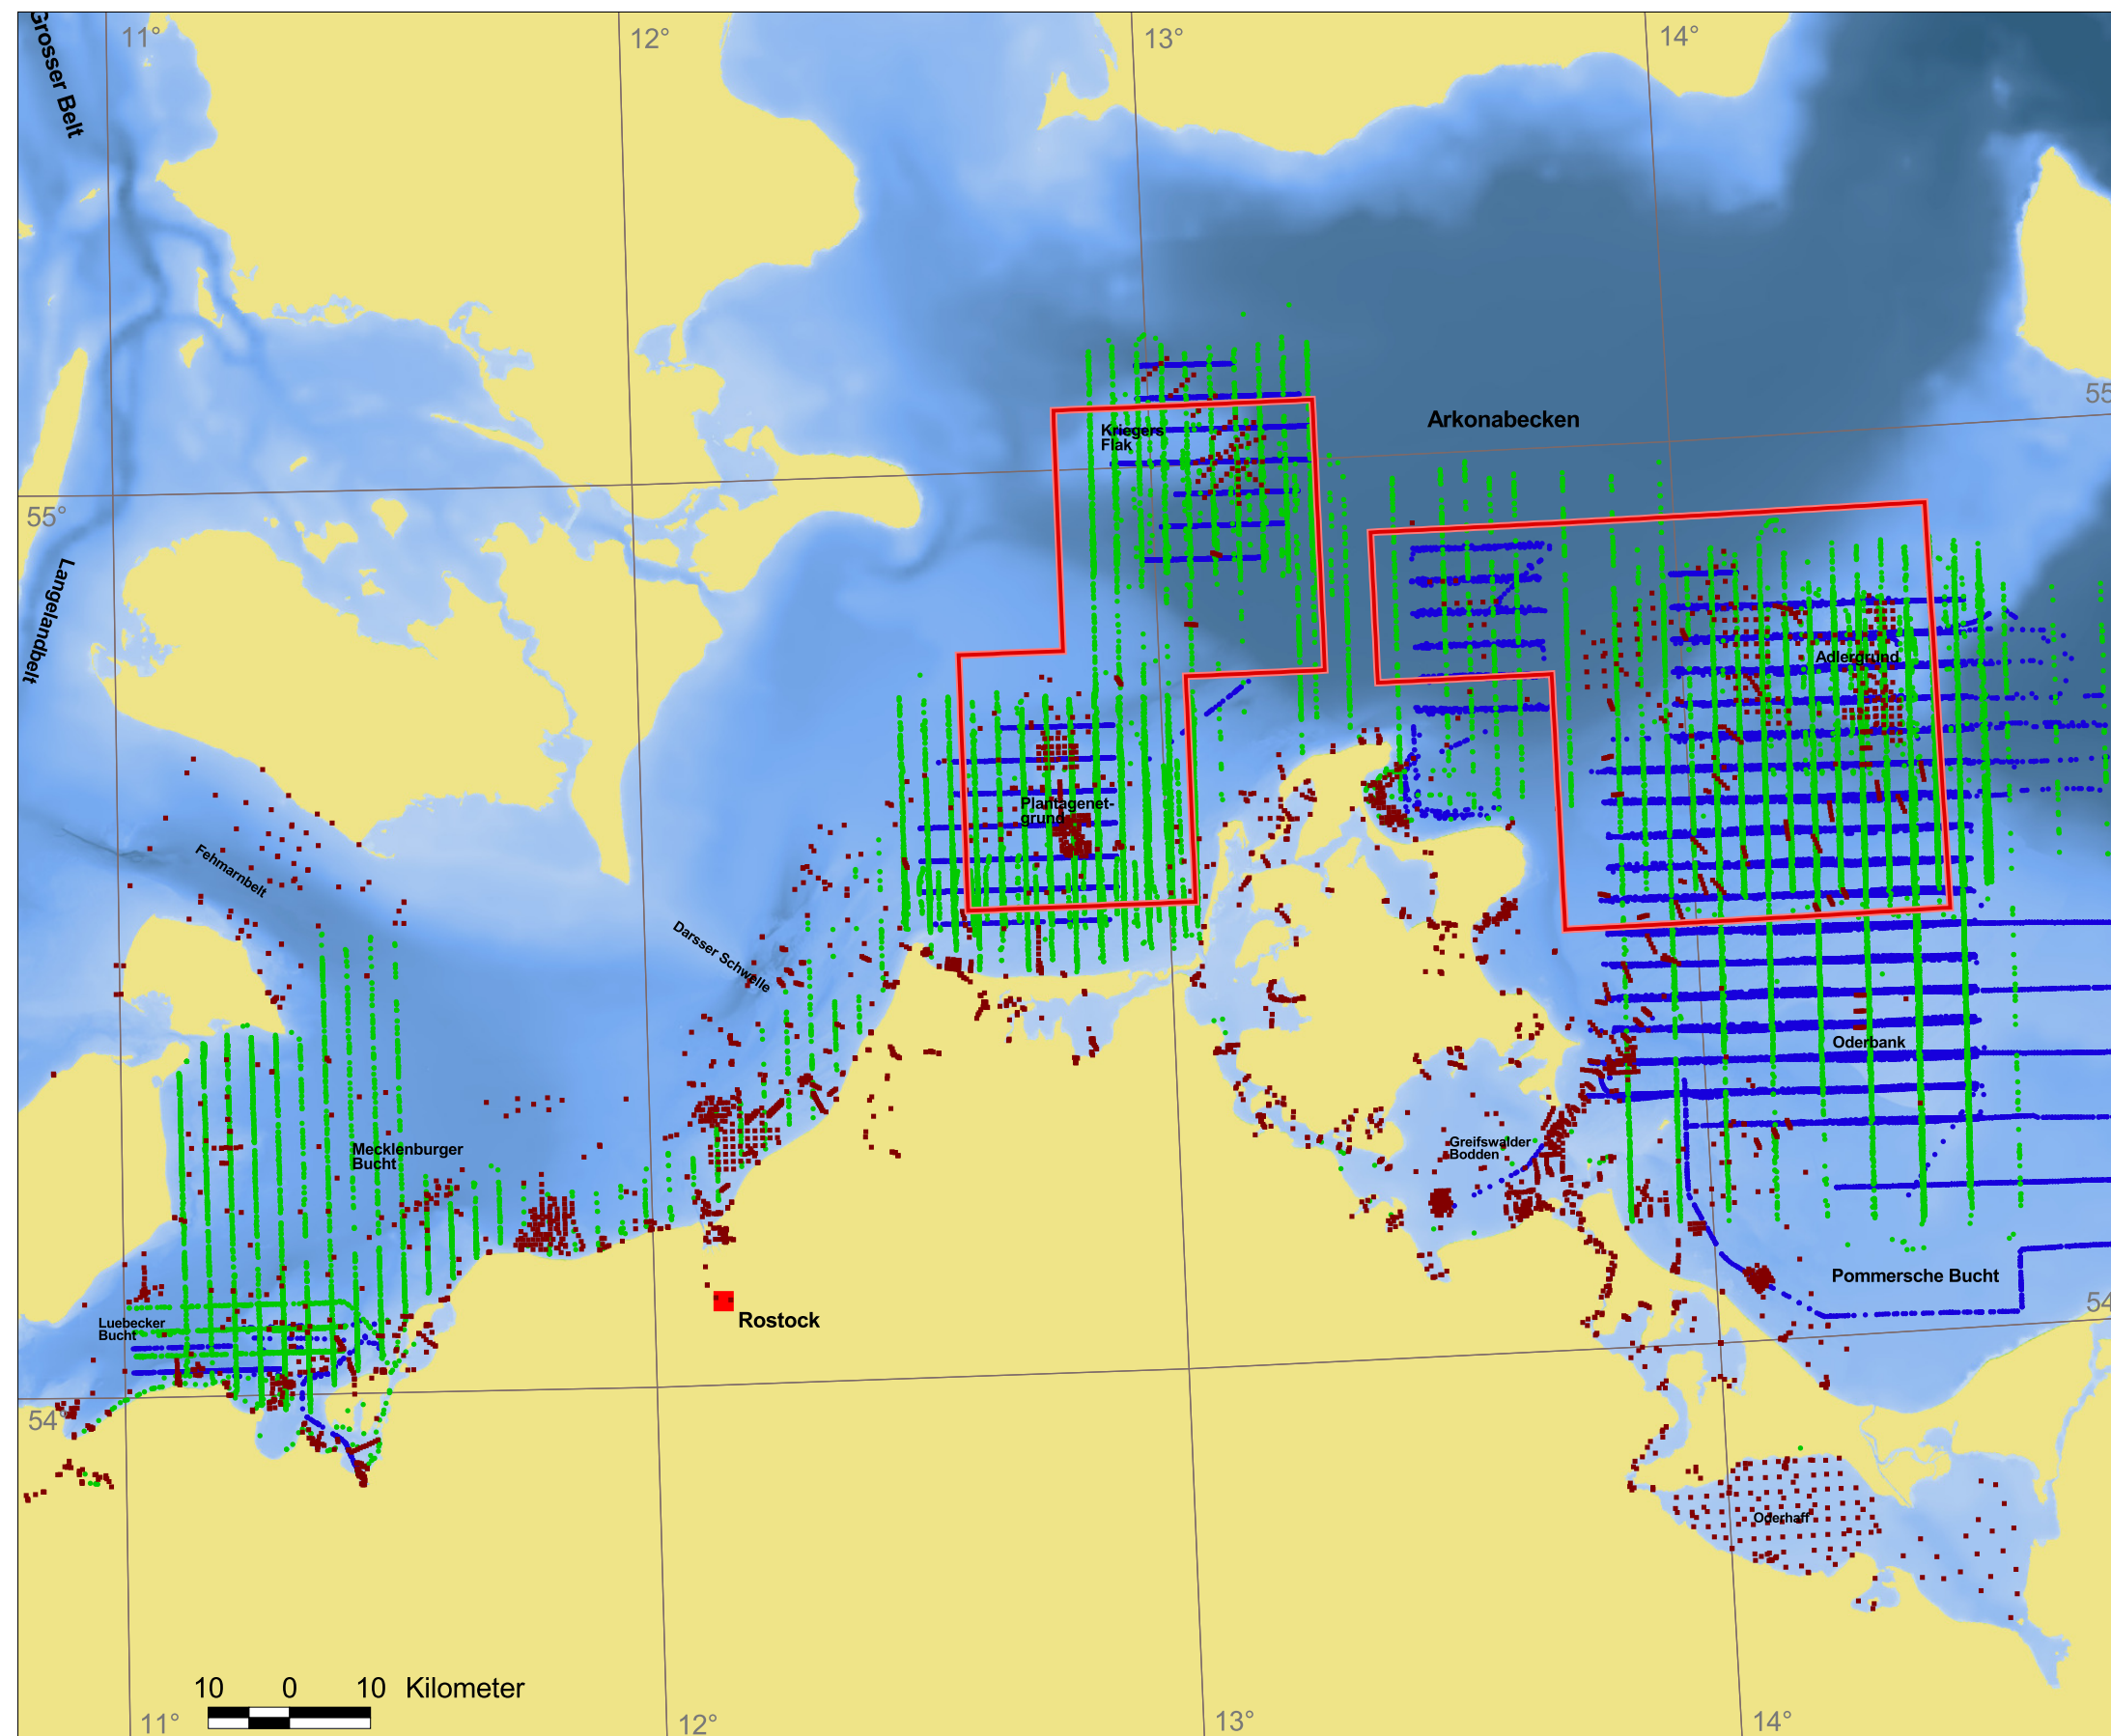 11°
12°
13°
14°
Grosser Belt
55
Arkonabecken
Kriegers
Flak
55°
Langelandbelt
Adlergrund
Plantagenet-
grund
Fehmarnbelt
Darsser Schwelle
Oderbank
Mecklenburger
Bucht
Greifswalder
Bodden
Pommersche Bucht
54
Luebecker
Bucht
Rostock
54°
Oderhaff
10 0 10 Kilometer
11°
12°
13°
14°